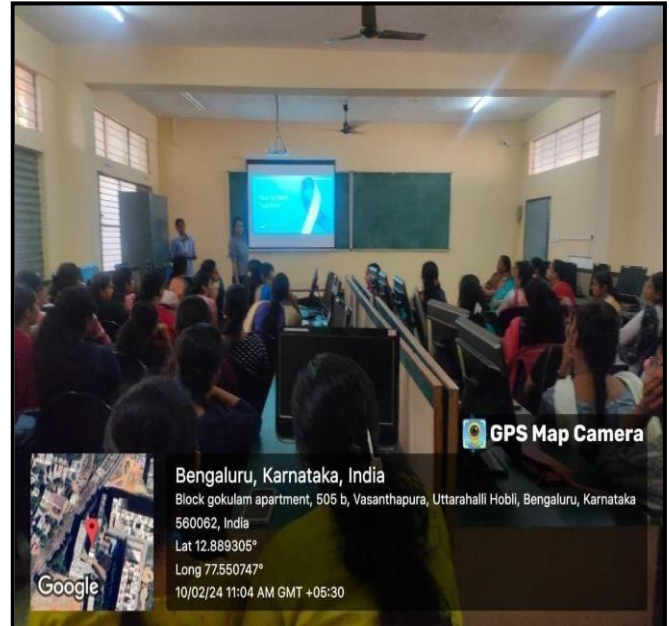 GPS Map Camera
Bengaluru, Karnataka, India
Block gokulam apartment, 505 b, Vasanthapura, Uttarahalli Hobli, Bengaluru, Karnataka
560062, India
Lat 12.889305°
Long 77.550747°
10/02/24 11:04 AM GMT +05:30
Google